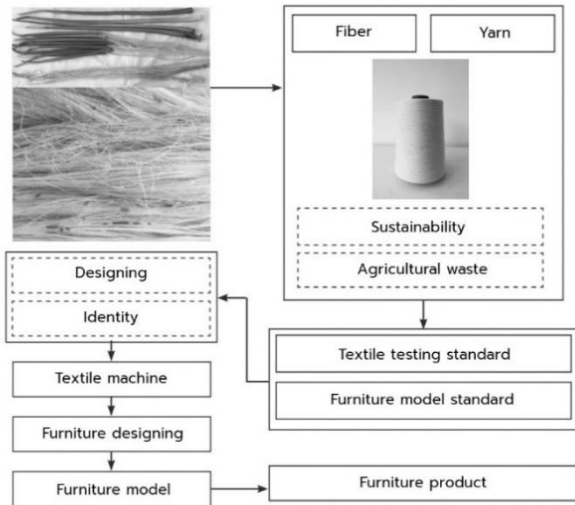 Fiber
Yarn
Sustainability
Agricultural waste
Textile testing standard
Furniture model standard
Designing
Identity
Textile machine
Furniture designing
Furniture model
Furniture product